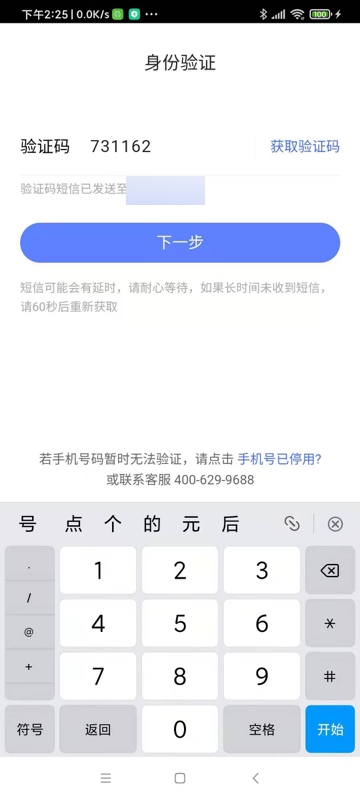 下午2:25 | 0.0K/s ··· 100
身份验证
验证码 731162 获取验证码
验证码短信已发送至
下一步
短信可能会有延时，请耐心等待，如果长时间未收到短信，
请60秒后重新获取
若手机号码暂时无法验证，请点击 手机号已停用?
或联系客服 400-629-9688
号 点 个 的 元 后
. 1 2 3
/
@ 4 5 6 *
+ 7 8 9 #
符号 返回 0 空格 开始